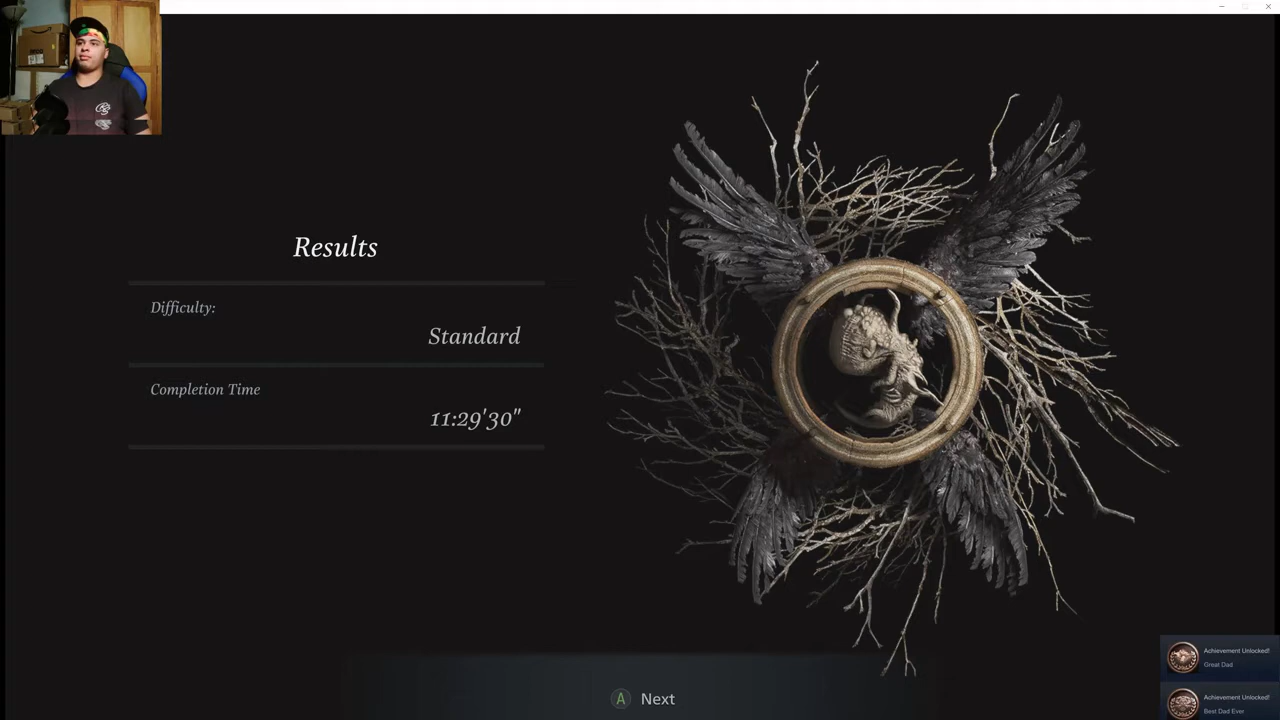 Results
Difficulty:
Standard
Completion Time
11:29'30"
A Next
Achievement Unlocked!
Great Dad
Achievement Unlocked!
Best Dad Ever